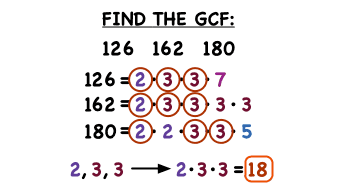 FIND THE GCF:
126 162 180
126 = 2 · 3 · 3 · 7
162 = 2 · 3 · 3 · 3 · 3
180 = 2 · 2 · 3 · 3 · 5
2, 3, 3 → 2 · 3 · 3 = 18